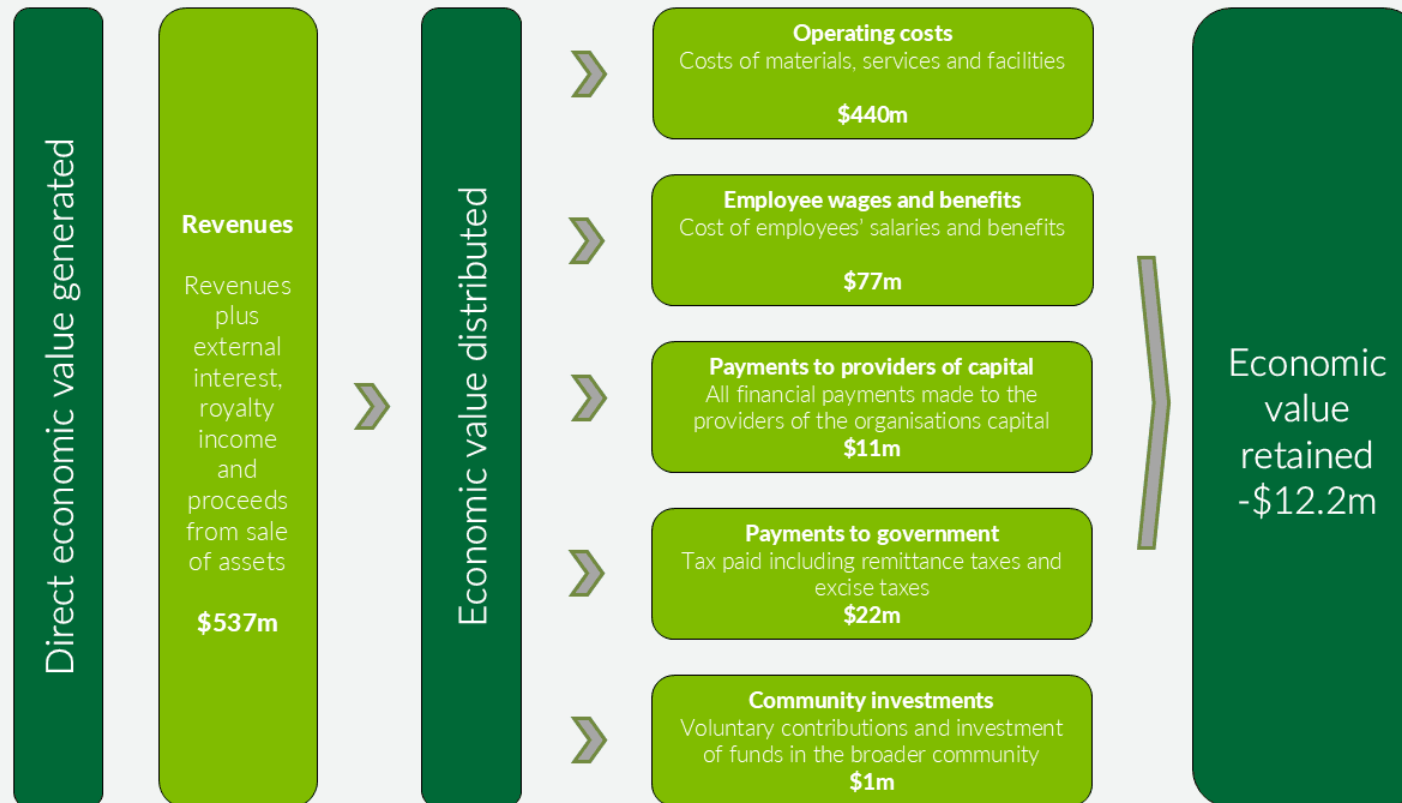 Direct economic value generated
Revenues
Revenues
plus
external
interest,
royalty
income
and
proceeds
from sale
of assets
$537m
Economic value distributed
Operating costs
Costs of materials, services and facilities
$440m
Employee wages and benefits
Cost of employees' salaries and benefits
$77m
Payments to providers of capital
All financial payments made to the
providers of the organisations capital
$11m
Payments to government
Tax paid including remittance taxes and
excise taxes
$22m
Community investments
Voluntary contributions and investment
of funds in the broader community
$1m
Economic
value
retained
-$12.2m